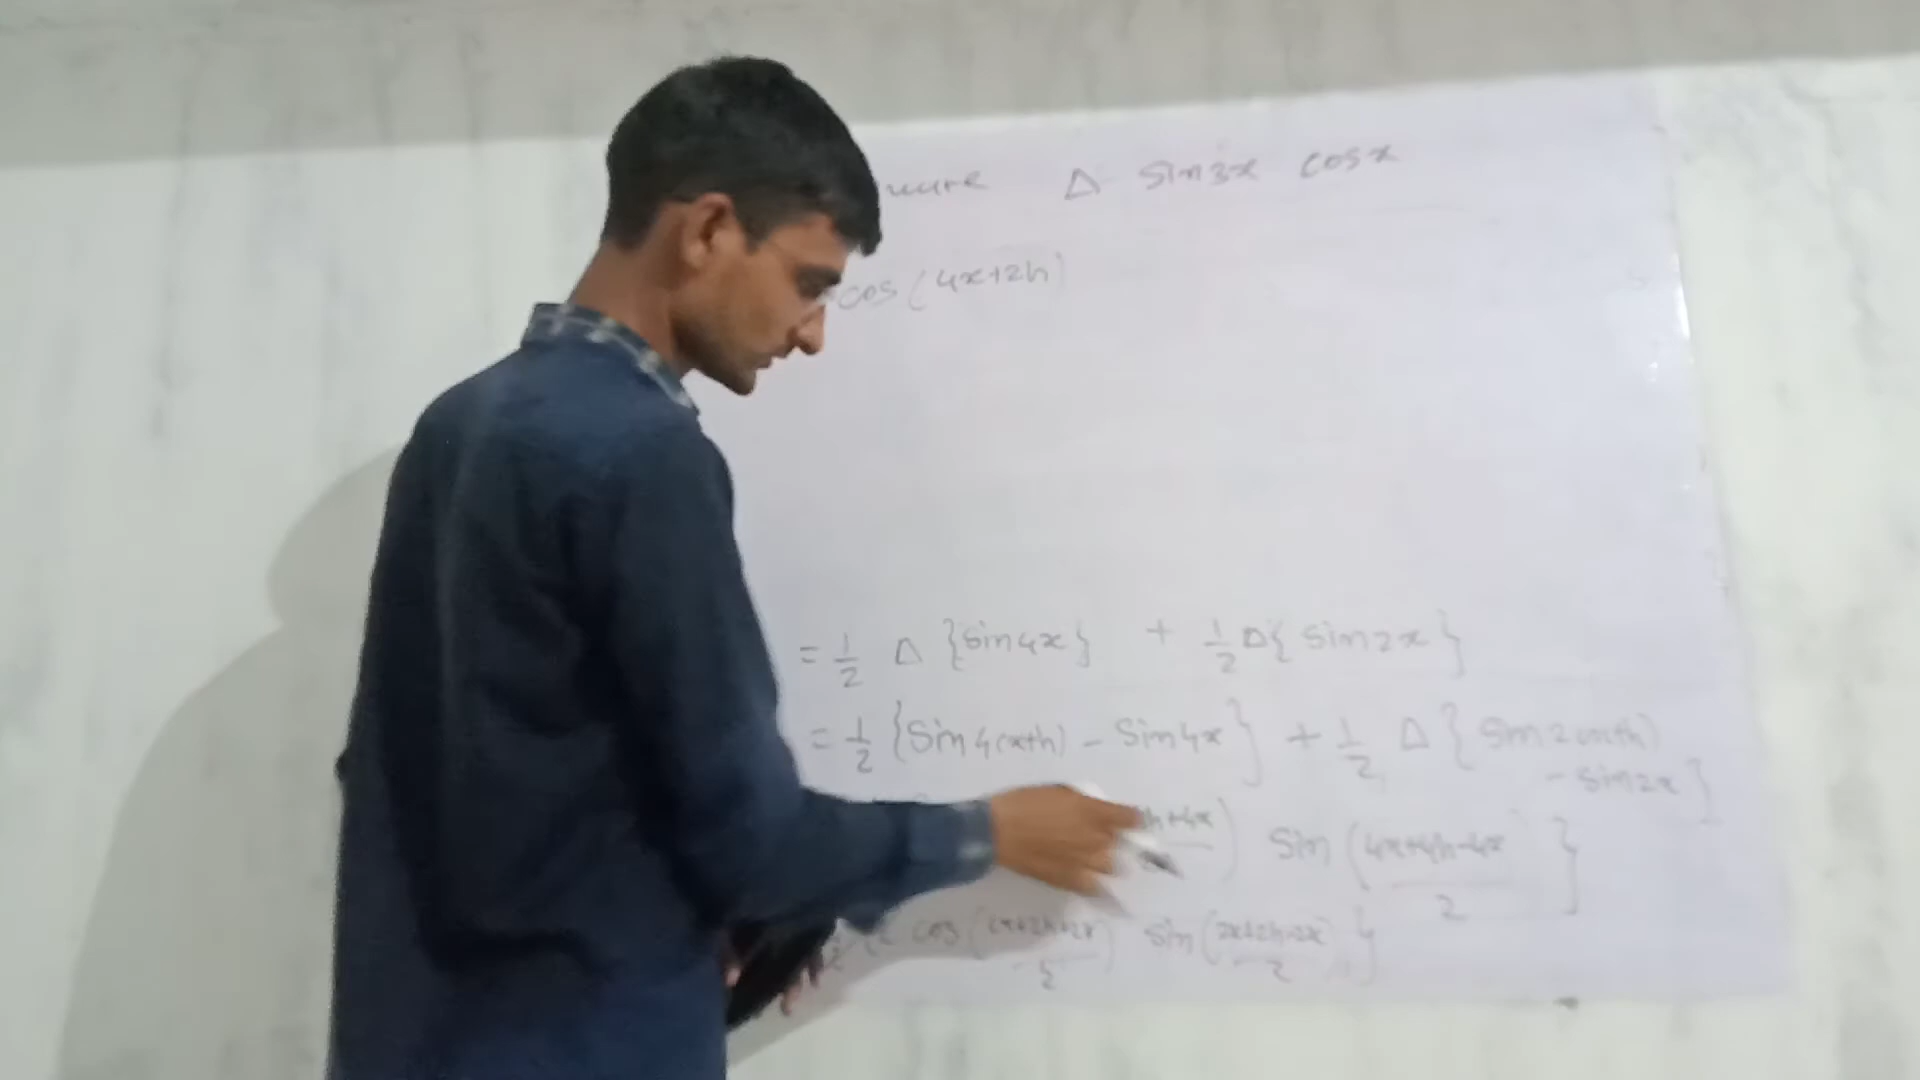 Δ Sin3x cosx
cos (4x+2h)
= 1/2 Δ {Sin4x} + 1/2 Δ{ Sin2x }
= 1/2 {Sin4(x+h) - Sin4x} + 1/2 Δ { Sin2(x+h) - Sin2x }
h+4x) Sin (4x+4h-4x / 2 }
cos (2x+2h+2x / 2) Sin (2x+2h-2x / 2) }